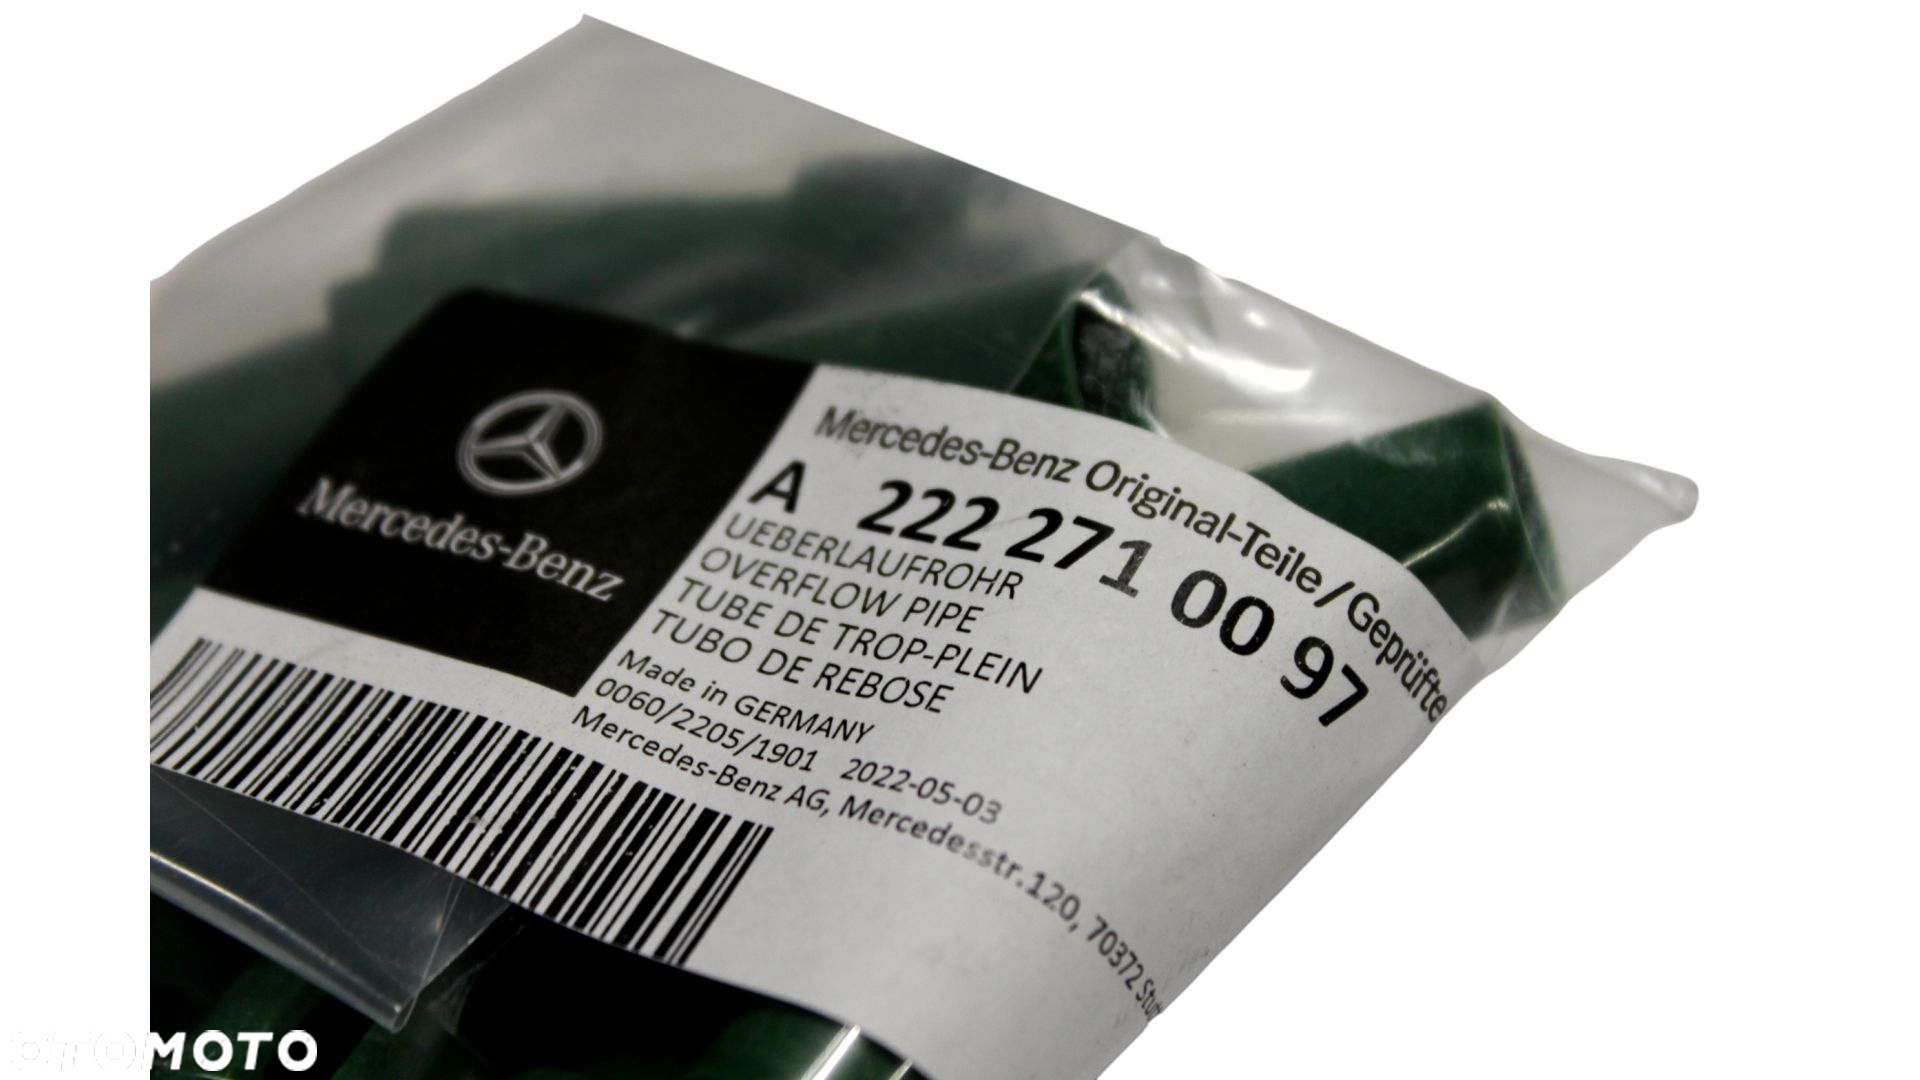 Mercedes-Benz
Mercedes-Benz Original-Teile / Geprüfte
A 222 271 00 97
UEBERLAUFROHR
OVERFLOW PIPE
TUBE DE TROP-PLEIN
TUBO DE REBOSE
Made in GERMANY
0060/2205/1901 2022-05-03
Mercedes-Benz AG, Mercedesstr.120, 70372
OTOMOTO